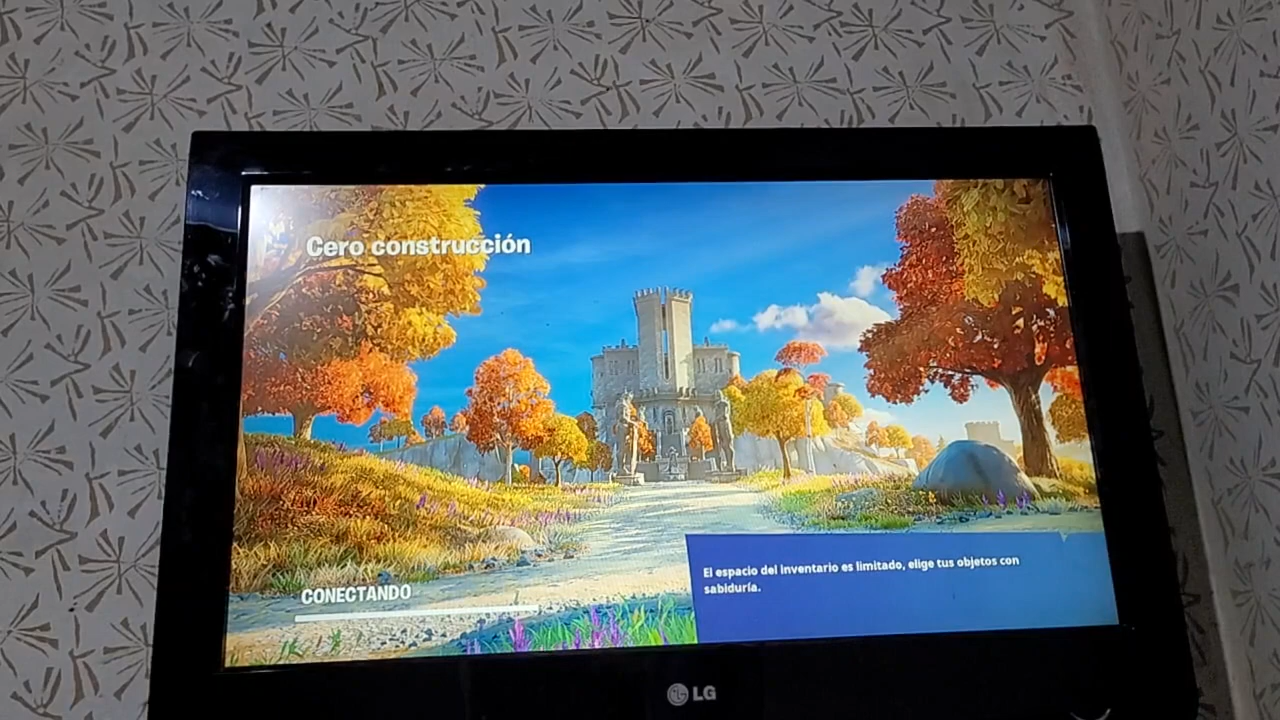 Cero construcción
CONECTANDO
El espacio del inventario es limitado, elige tus objetos con
sabiduría.
LG